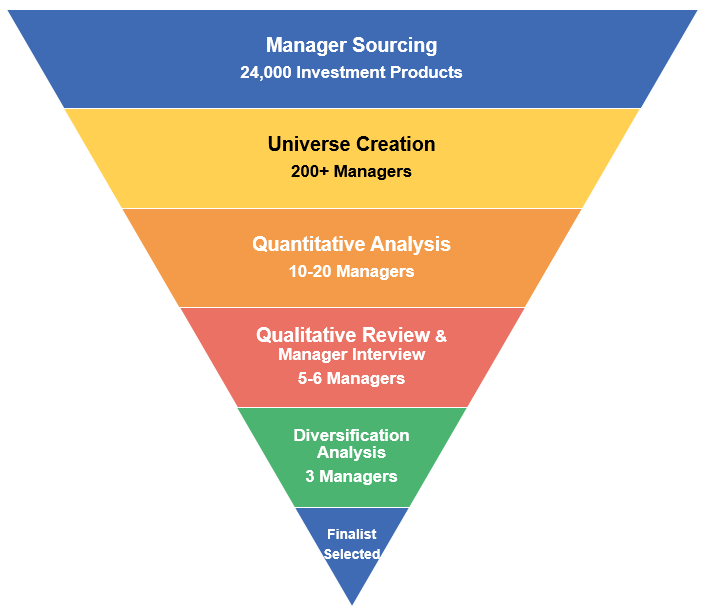 Manager Sourcing
24,000 Investment Products
Universe Creation
200+ Managers
Quantitative Analysis
10-20 Managers
Qualitative Review &
Manager Interview
5-6 Managers
Diversification
Analysis
3 Managers
Finalist
Selected